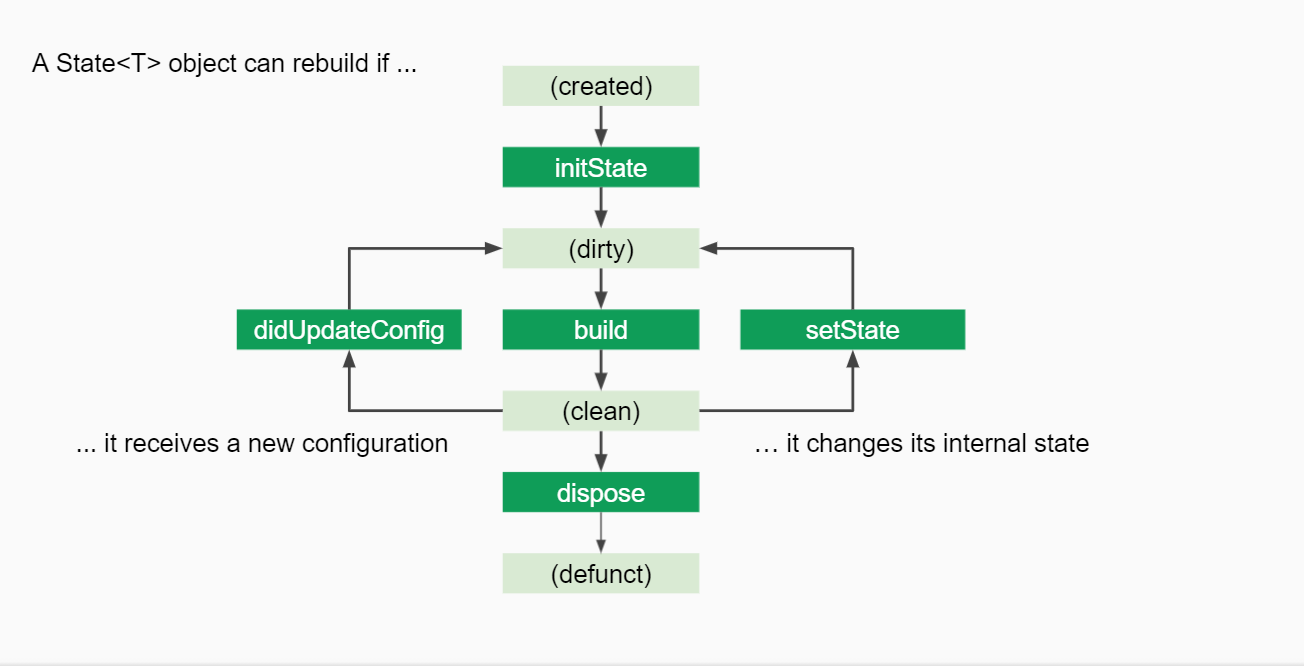 A State<T> object can rebuild if ...
(created)
initState
(dirty)
didUpdateConfig
build
setState
(clean)
... it receives a new configuration
… it changes its internal state
dispose
(defunct)